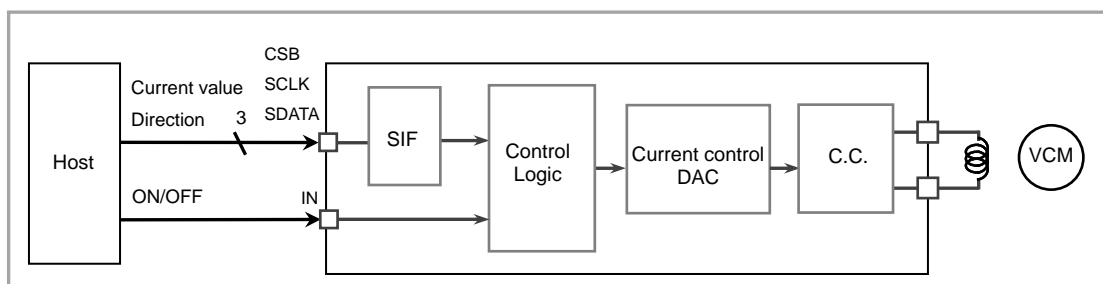 CSB
Current value
SCLK
Direction
3
SDATA
Host
SIF
Control
Logic
Current control
DAC
C.C.
VCM
ON/OFF
IN